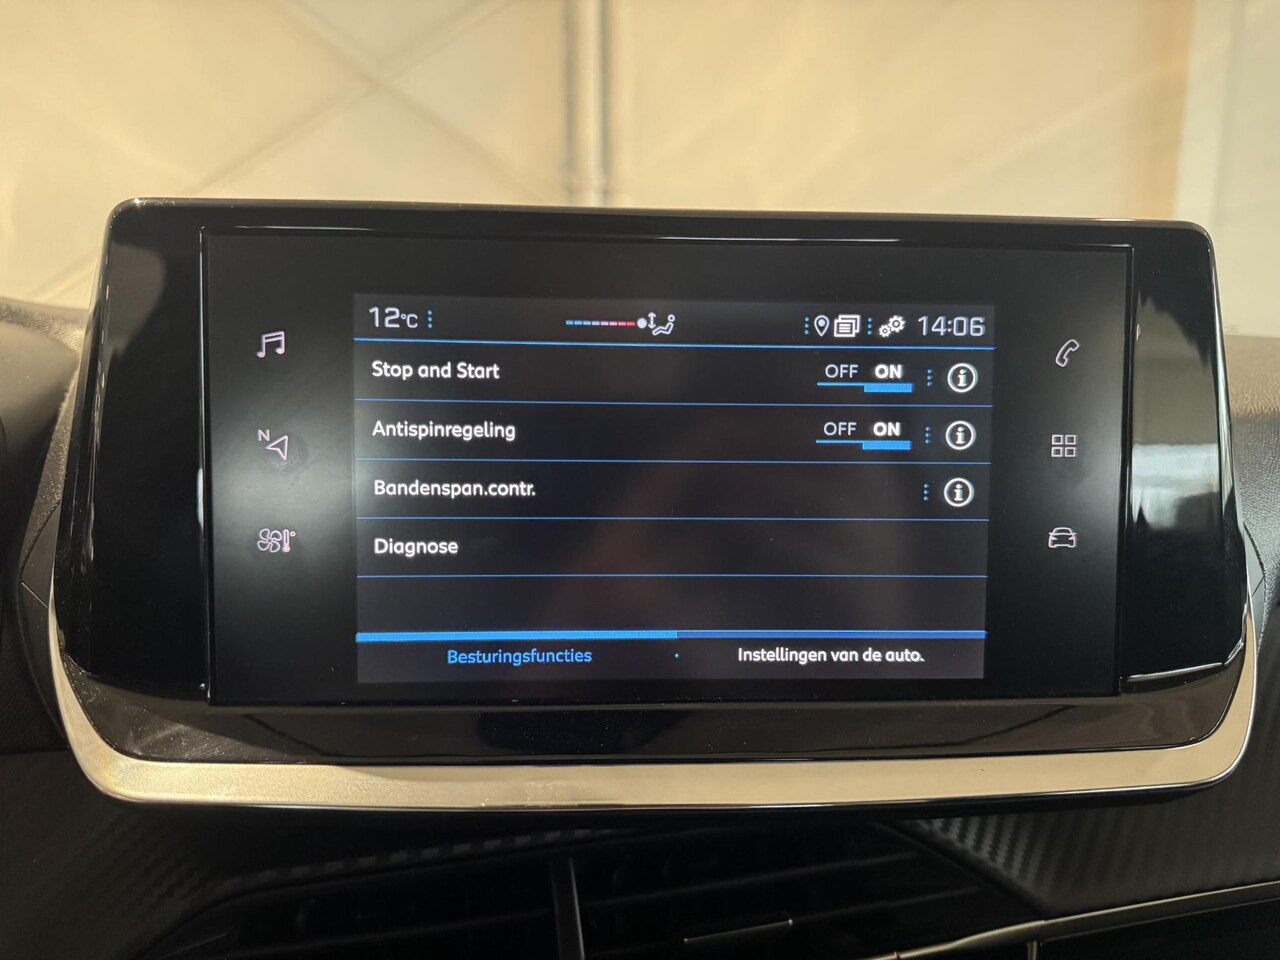 12°C 14:06
Stop and Start OFF ON
Antispinregeling OFF ON
Bandenspan.contr.
Diagnose
Besturingsfuncties Instellingen van de auto.
N